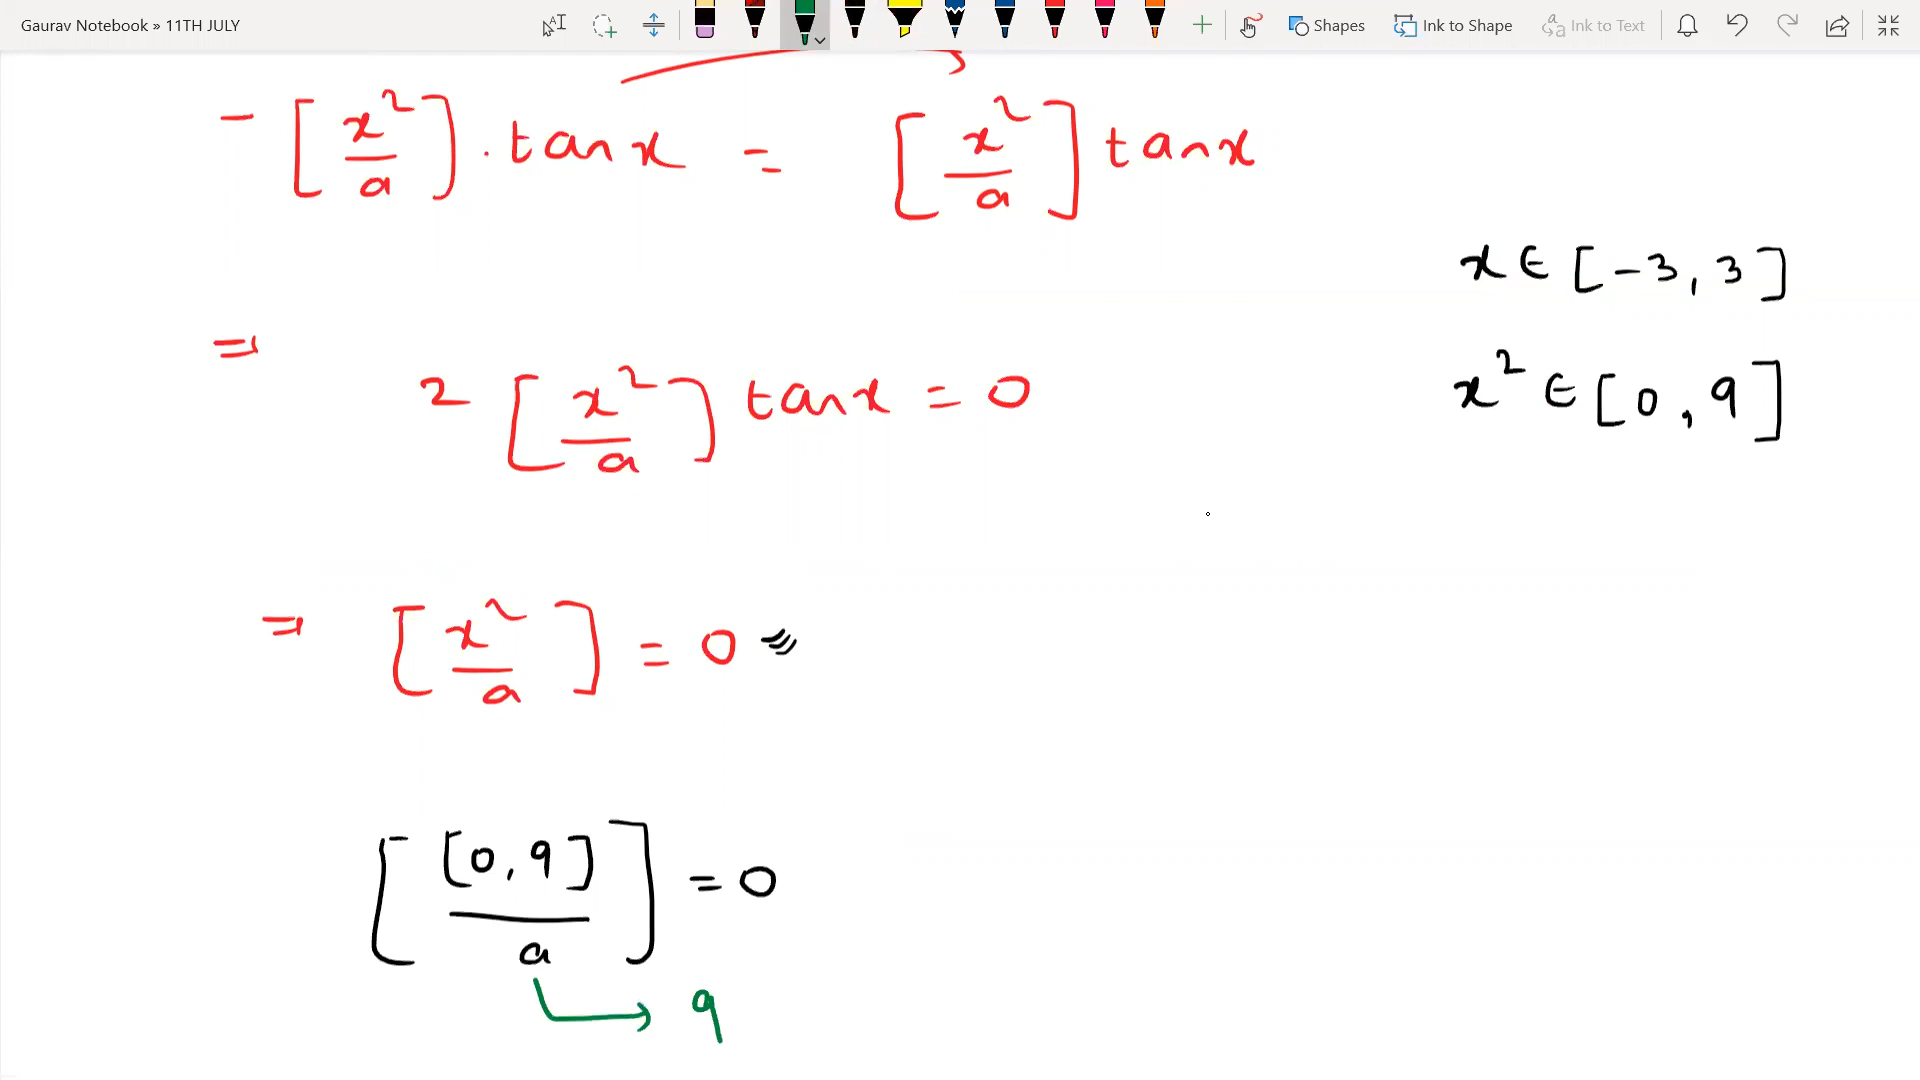 Gaurav Notebook » 11TH JULY
Shapes Ink to Shape Ink to Text
- [x²/a] · tan x = [x²/a] tan x
x ∈ [-3, 3]
⇒ 2 [x²/a] tan x = 0
x² ∈ [0, 9]
⇒ [x²/a] = 0
[[0, 9]/a] = 0
→ 9